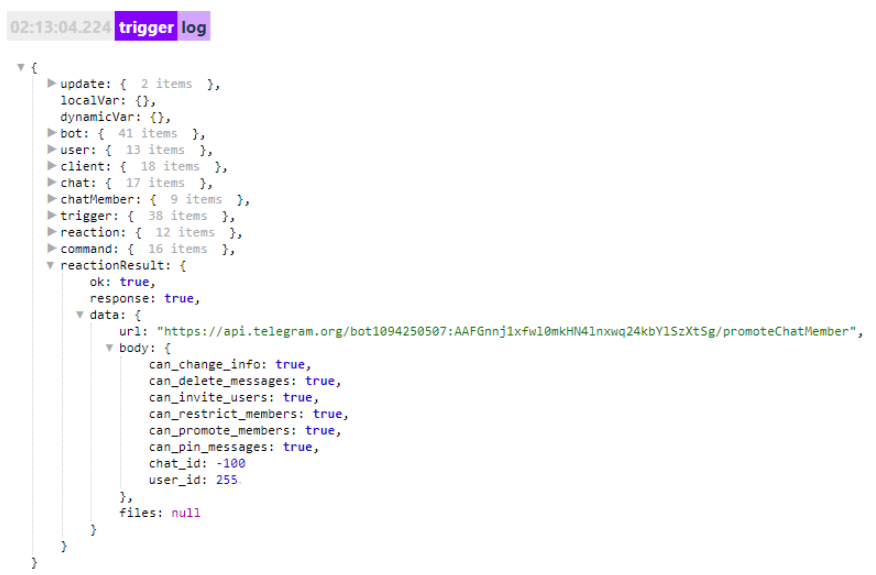 02:13:04.224 trigger log
{
update: { 2 items },
localVar: {},
dynamicVar: {},
bot: { 41 items },
user: { 13 items },
client: { 18 items },
chat: { 17 items },
chatMember: { 9 items },
trigger: { 38 items },
reaction: { 12 items },
command: { 16 items },
reactionResult: {
ok: true,
response: true,
data: {
url: "https://api.telegram.org/bot1094250507:AAFGnnj1xfwl0mkHN4lnxwq24kbYlSzXtSg/promoteChatMember",
body: {
can_change_info: true,
can_delete_messages: true,
can_invite_users: true,
can_restrict_members: true,
can_promote_members: true,
can_pin_messages: true,
chat_id: -100
user_id: 255
},
files: null
}
}
}